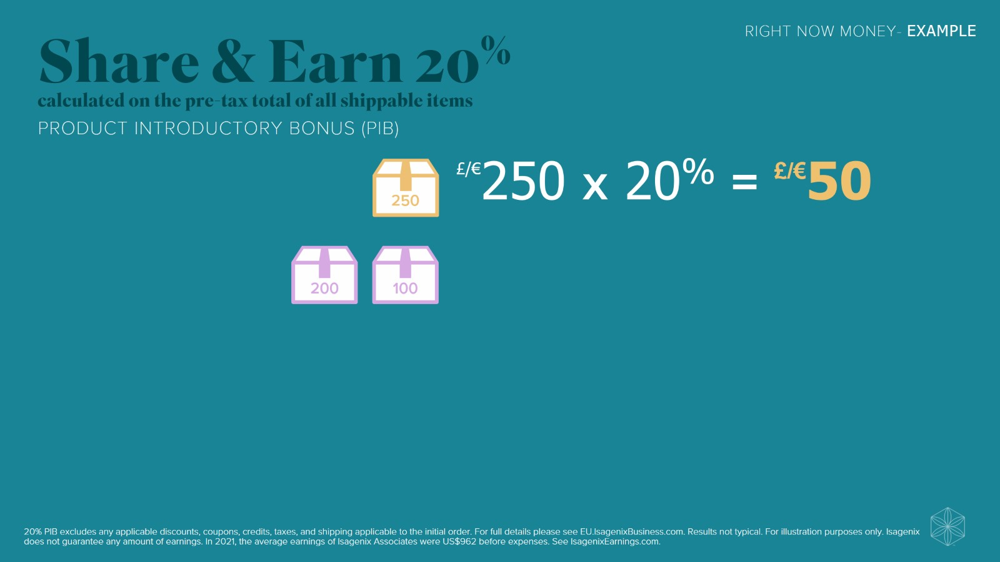 RIGHT NOW MONEY- EXAMPLE
Share & Earn 20%
calculated on the pre-tax total of all shippable items
PRODUCT INTRODUCTORY BONUS (PIB)
250
£/€250 x 20% = £/€50
200
100
20% PIB excludes any applicable discounts, coupons, credits, taxes, and shipping applicable to the initial order. For full details please see EU.IsagenixBusiness.com. Results not typical. For illustration purposes only. Isagenix
does not guarantee any amount of earnings. In 2021, the average earnings of Isagenix Associates were US$962 before expenses. See IsagenixEarnings.com.